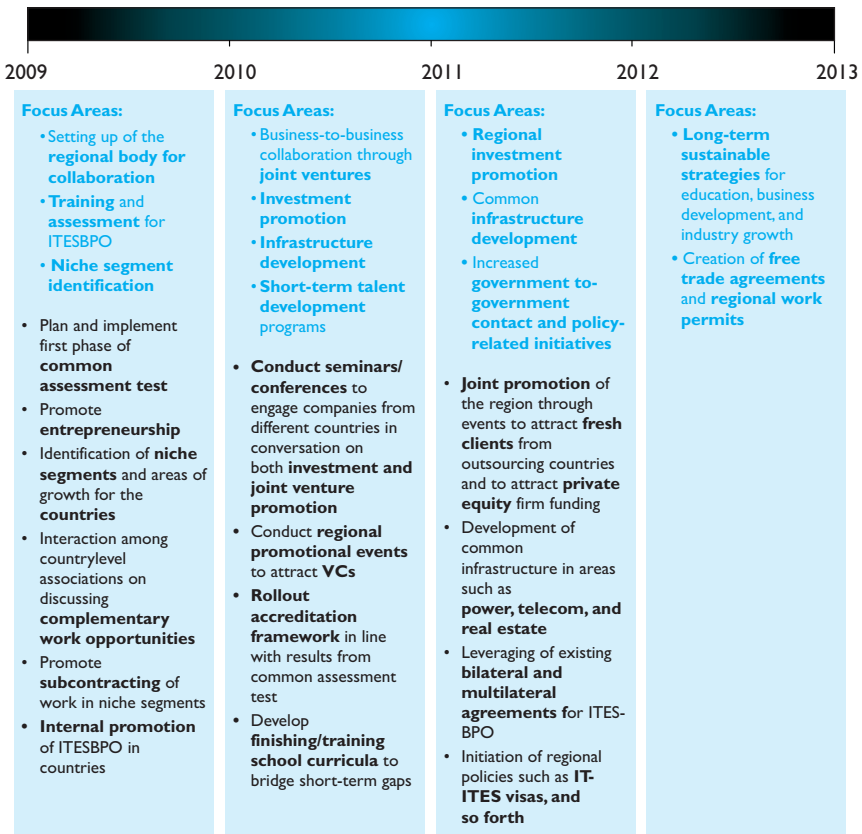 2009
2010
2011
2012
2013
Focus Areas:
• Setting up of the
regional body for
collaboration
• Training and
assessment for
ITESBPO
• Niche segment
identification
• Plan and implement
first phase of
common
assessment test
• Promote
entrepreneurship
• Identification of niche
segments and areas of
growth for the
countries
• Interaction among
countrylevel
associations on
discussing
complementary
work opportunities
• Promote
subcontracting of
work in niche segments
• Internal promotion
of ITESBPO in
countries
Focus Areas:
• Business-to-business
collaboration through
joint ventures
• Investment
promotion
• Infrastructure
development
• Short-term talent
development
programs
• Conduct seminars/
conferences to
engage companies from
different countries in
conversation on
both investment and
joint venture
promotion
• Conduct regional
promotional events
to attract VCs
• Rollout
accreditation
framework in line
with results from
common assessment
test
• Develop
finishing/training
school curricula to
bridge short-term gaps
Focus Areas:
• Regional
investment
promotion
• Common
infrastructure
development
• Increased
government to-
government
contact and policy-
related initiatives
• Joint promotion of
the region through
events to attract fresh
clients from
outsourcing countries
and to attract private
equity firm funding
• Development of
common
infrastructure in areas
such as
power, telecom, and
real estate
• Leveraging of existing
bilateral and
multilateral
agreements for ITES-
BPO
• Initiation of regional
policies such as IT-
ITES visas, and
so forth
Focus Areas:
• Long-term
sustainable
strategies for
education, business
development, and
industry growth
• Creation of free
trade agreements
and regional work
permits